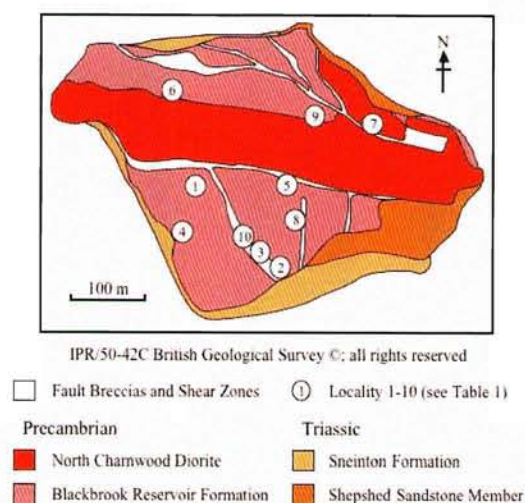 N
6
9
7
1
5
4
8
10
3
2
100 m
IPR/50-42C British Geological Survey ©; all rights reserved
Fault Breccias and Shear Zones
1 Locality 1-10 (see Table 1)
Precambrian
Triassic
North Charnwood Diorite
Sneinton Formation
Blackbrook Reservoir Formation
Shepshed Sandstone Member